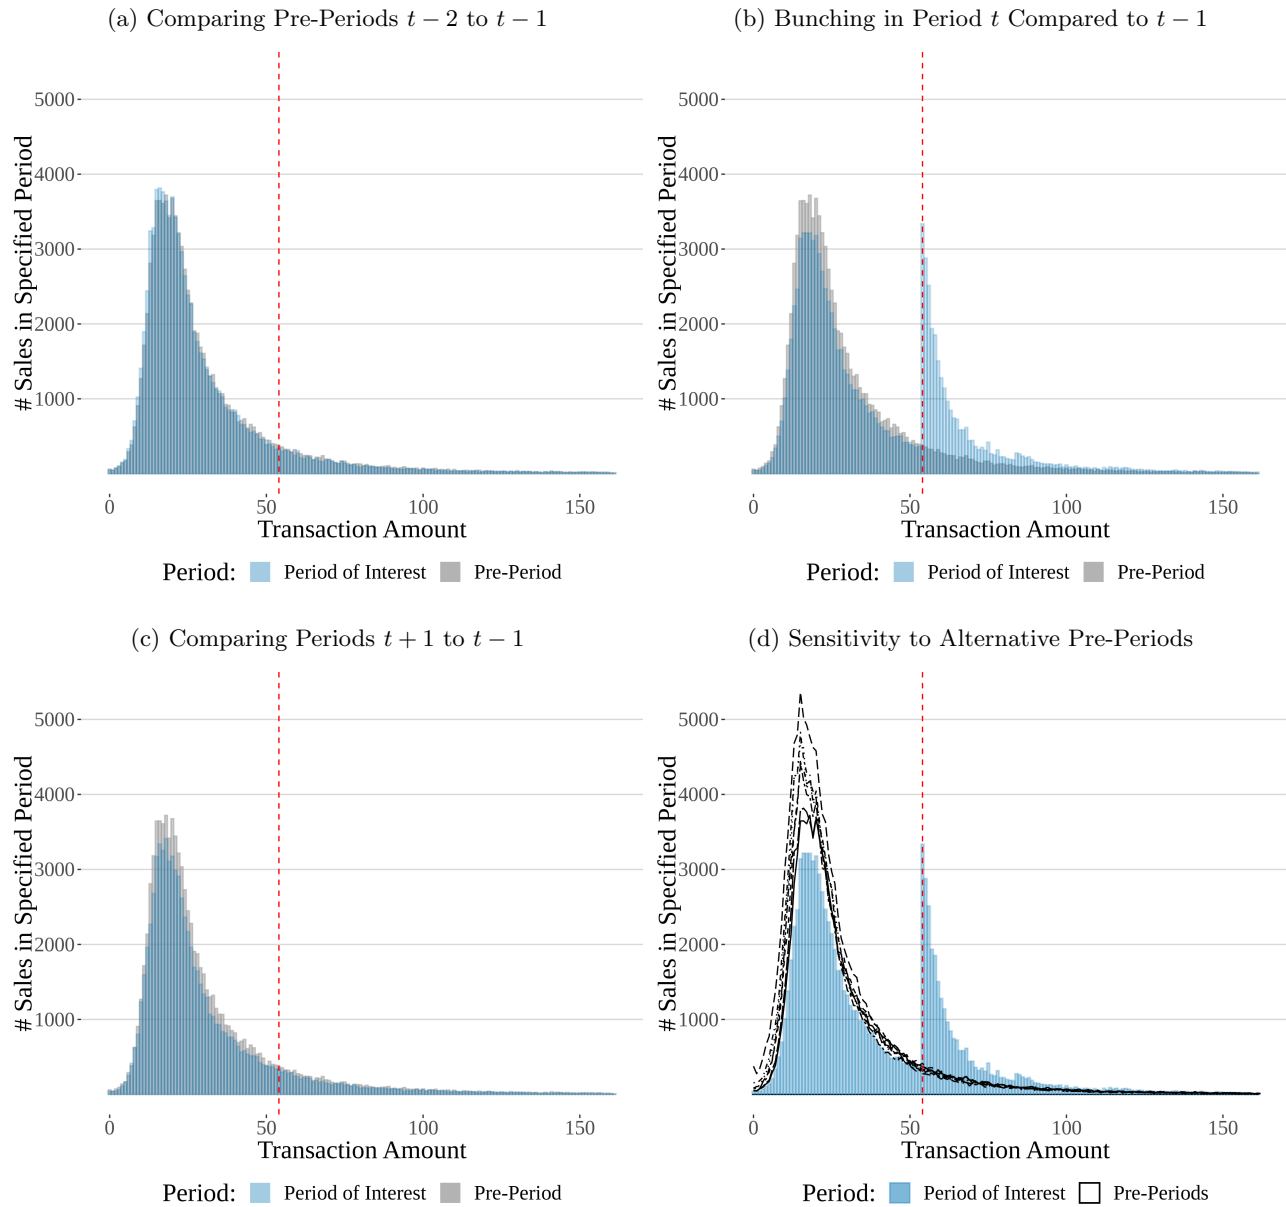 (a) Comparing Pre-Periods t − 2 to t − 1
# Sales in Specified Period
5000
4000
3000
2000
1000
0 50 100 150
Transaction Amount
Period: Period of Interest Pre-Period
(b) Bunching in Period t Compared to t − 1
# Sales in Specified Period
5000
4000
3000
2000
1000
0 50 100 150
Transaction Amount
Period: Period of Interest Pre-Period
(c) Comparing Periods t + 1 to t − 1
# Sales in Specified Period
5000
4000
3000
2000
1000
0 50 100 150
Transaction Amount
Period: Period of Interest Pre-Period
(d) Sensitivity to Alternative Pre-Periods
# Sales in Specified Period
5000
4000
3000
2000
1000
0 50 100 150
Transaction Amount
Period: Period of Interest Pre-Periods